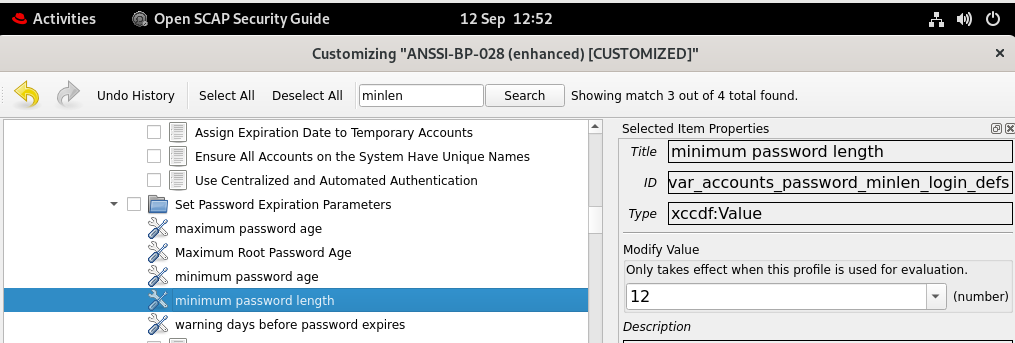 Activities Open SCAP Security Guide 12 Sep 12:52
Customizing "ANSSI-BP-028 (enhanced) [CUSTOMIZED]"
Undo History Select All Deselect All minlen Search Showing match 3 out of 4 total found.
Assign Expiration Date to Temporary Accounts
Ensure All Accounts on the System Have Unique Names
Use Centralized and Automated Authentication
Set Password Expiration Parameters
maximum password age
Maximum Root Password Age
minimum password age
minimum password length
warning days before password expires
Selected Item Properties
Title minimum password length
ID var_accounts_password_minlen_login_defs
Type xccdf:Value
Modify Value
Only takes effect when this profile is used for evaluation.
12 (number)
Description